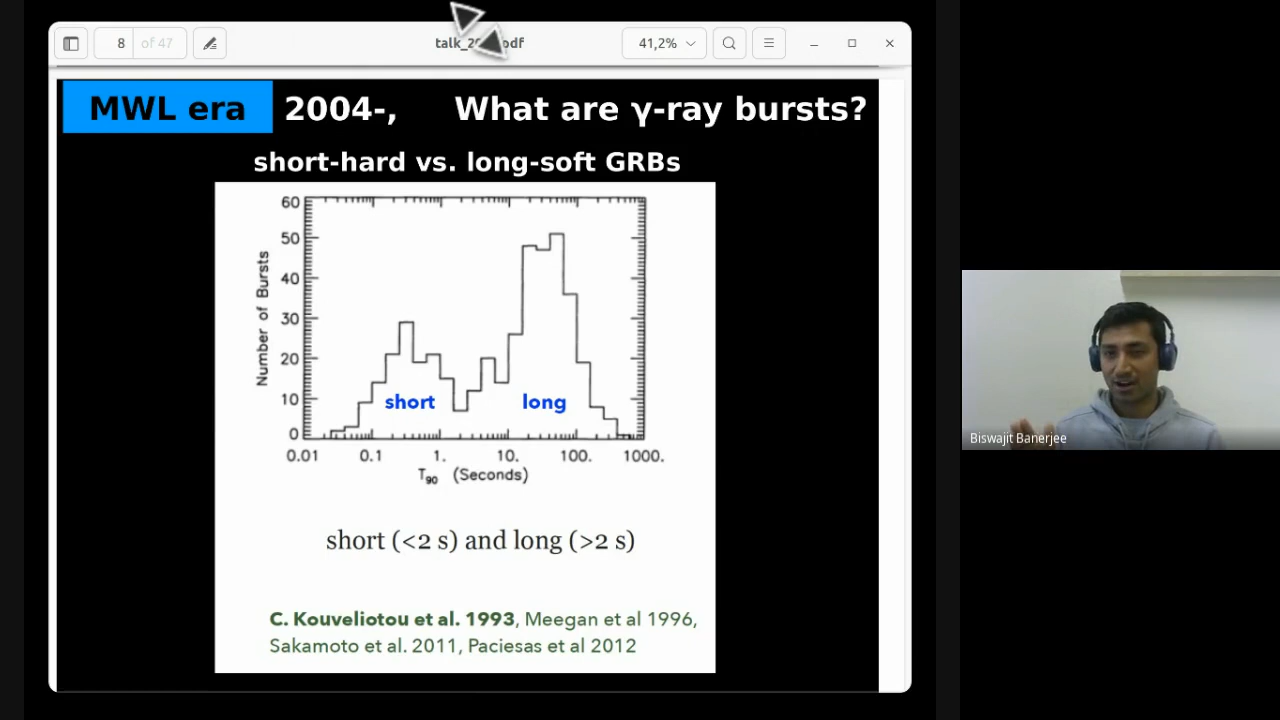 8 of 47
41,2%
MWL era 2004-, What are γ-ray bursts?
short-hard vs. long-soft GRBs
60
50
40
30
20
10
0
Number of Bursts
short
long
0.01 0.1 1. 10. 100. 1000.
T90 (Seconds)
short (<2 s) and long (>2 s)
C. Kouveliotou et al. 1993, Meegan et al 1996,
Sakamoto et al. 2011, Paciesas et al 2012
Biswajit Banerjee